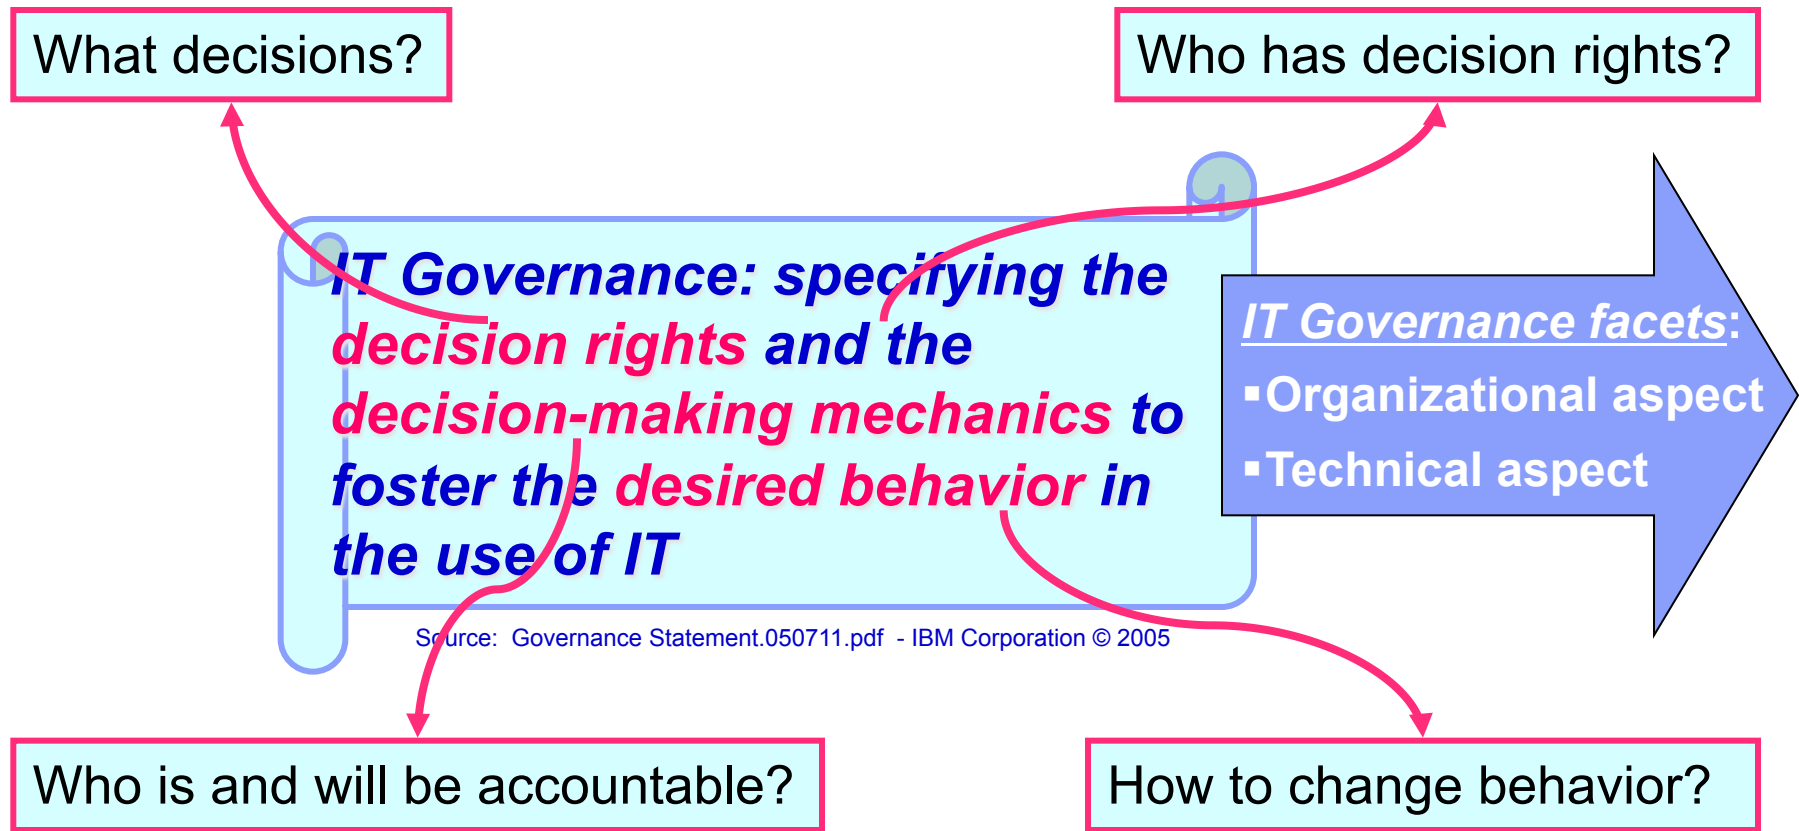 What decisions?
Who has decision rights?
IT Governance: specifying the
decision rights and the
decision-making mechanics to
foster the desired behavior in
the use of IT
IT Governance facets:
▪Organizational aspect
▪Technical aspect
Source:  Governance Statement.050711.pdf  - IBM Corporation © 2005
Who is and will be accountable?
How to change behavior?